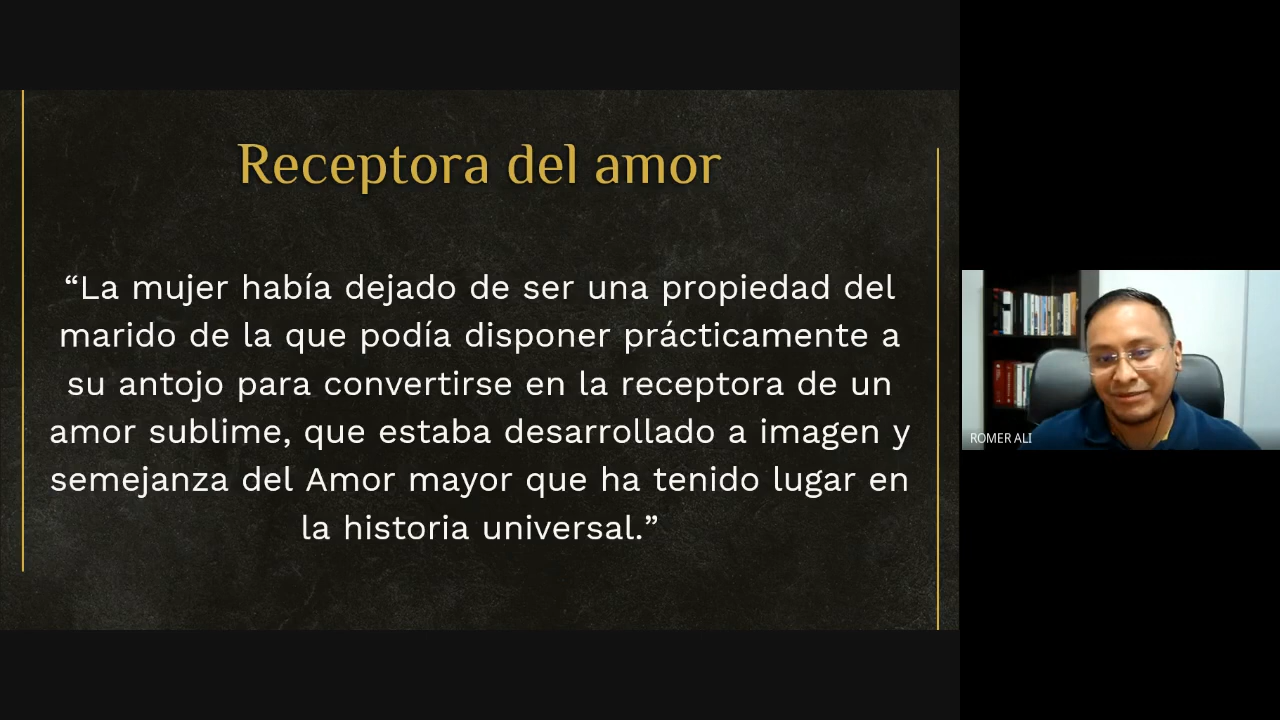 Receptora del amor
“La mujer había dejado de ser una propiedad del
marido de la que podía disponer prácticamente a
su antojo para convertirse en la receptora de un
amor sublime, que estaba desarrollado a imagen y
semejanza del Amor mayor que ha tenido lugar en
la historia universal.”
ROMER ALI